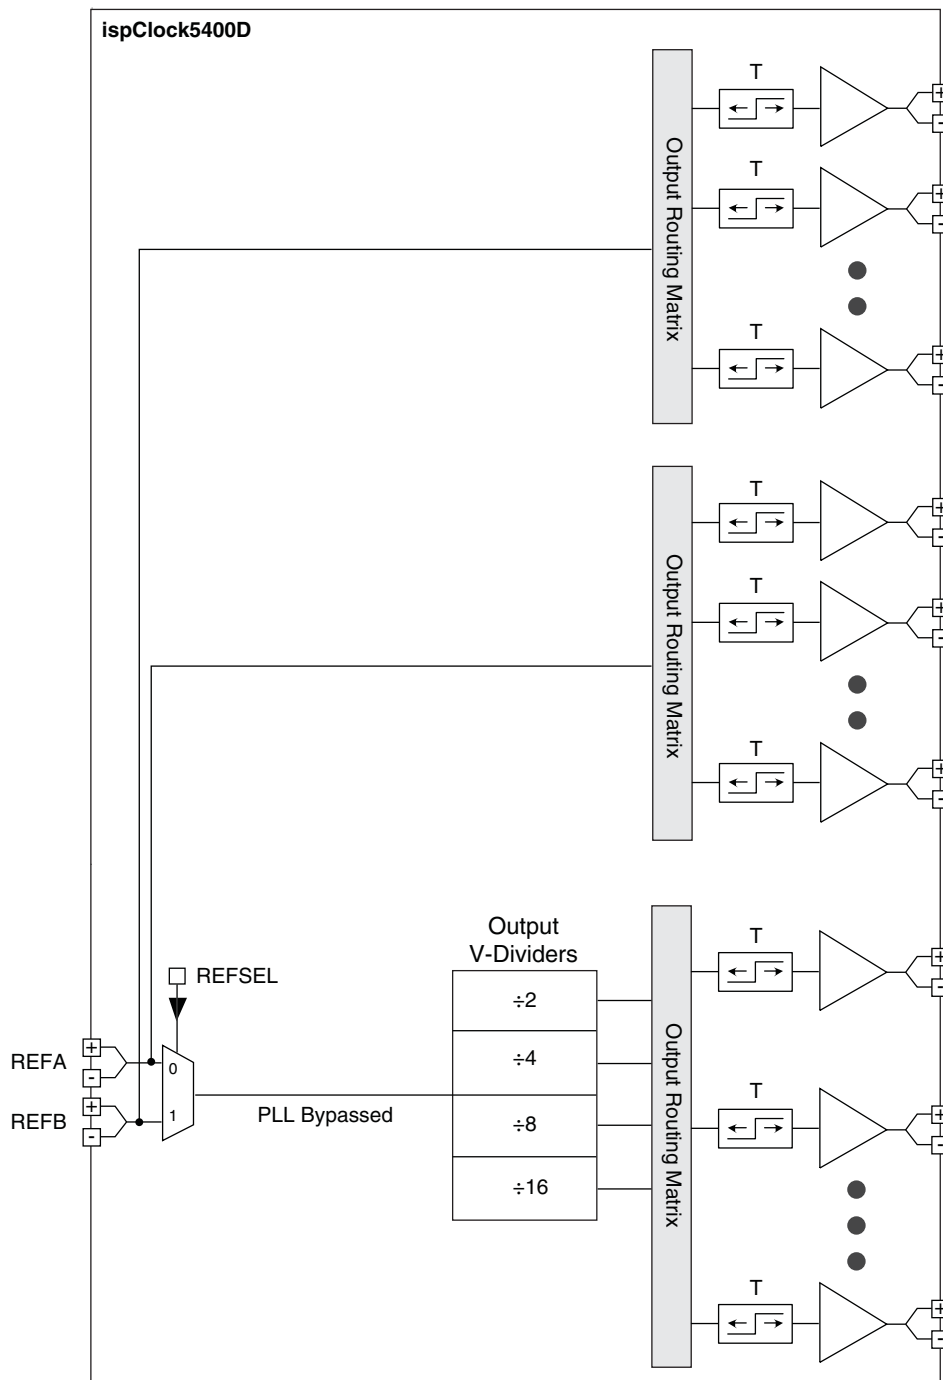 ispClock5400D
T
T
Output Routing Matrix
T
T
T
Output Routing Matrix
T
Output
V-Dividers
T
REFSEL
÷2
÷4
REFA
+
-
0
PLL Bypassed
÷8
T
REFB
+
-
1
÷16
Output Routing Matrix
T
+
-
+
-
+
-
+
-
+
-
+
-
+
-
+
-
+
-